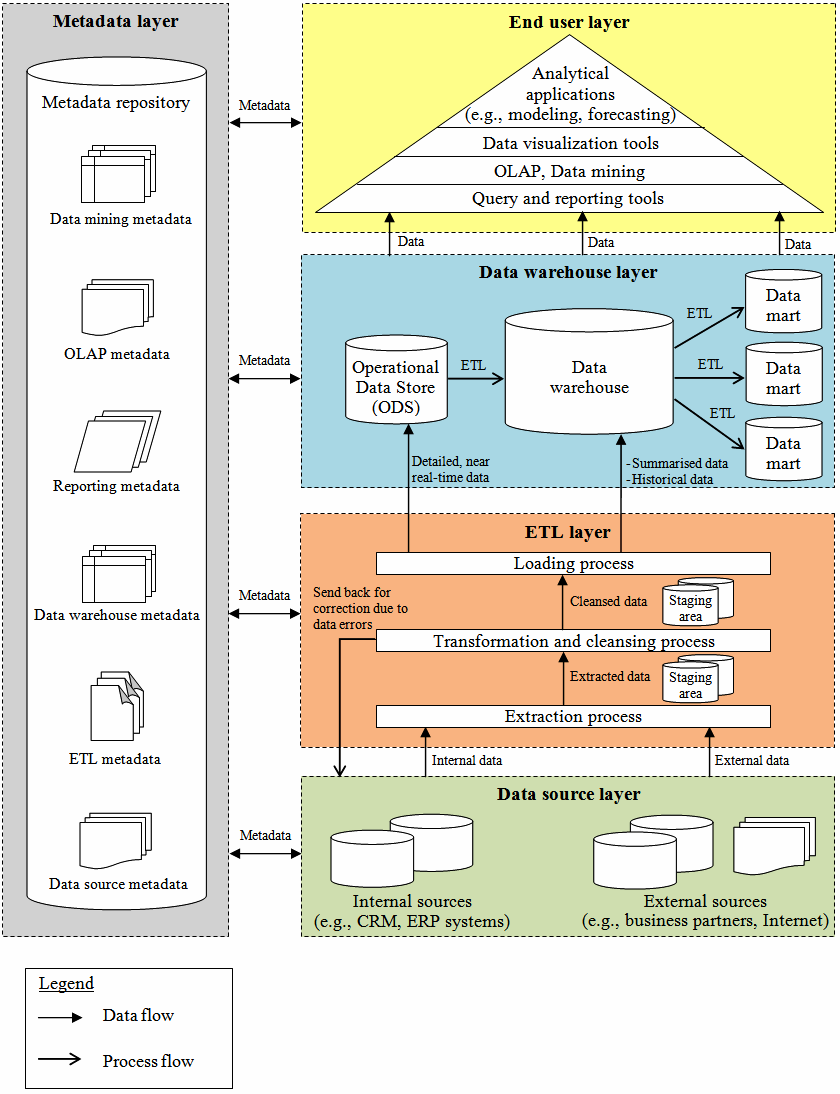 Metadata layer
Metadata repository
Data mining metadata
OLAP metadata
Reporting metadata
Data warehouse metadata
ETL metadata
Data source metadata
Metadata
Metadata
Metadata
Metadata
End user layer
Analytical
applications
(e.g., modeling, forecasting)
Data visualization tools
OLAP, Data mining
Query and reporting tools
Data
Data
Data
Data warehouse layer
Operational
Data Store
(ODS)
ETL
Data
warehouse
ETL
ETL
ETL
Data
mart
Data
mart
Data
mart
Detailed, near
real-time data
- Summarised data
- Historical data
ETL layer
Loading process
Send back for
correction due to
data errors
Cleansed data
Staging
area
Transformation and cleansing process
Extracted data
Staging
area
Extraction process
Internal data
External data
Data source layer
Internal sources
(e.g., CRM, ERP systems)
External sources
(e.g., business partners, Internet)
Legend
Data flow
Process flow